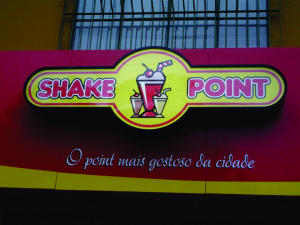 SHAKE POINT
O point mais gostoso da cidade